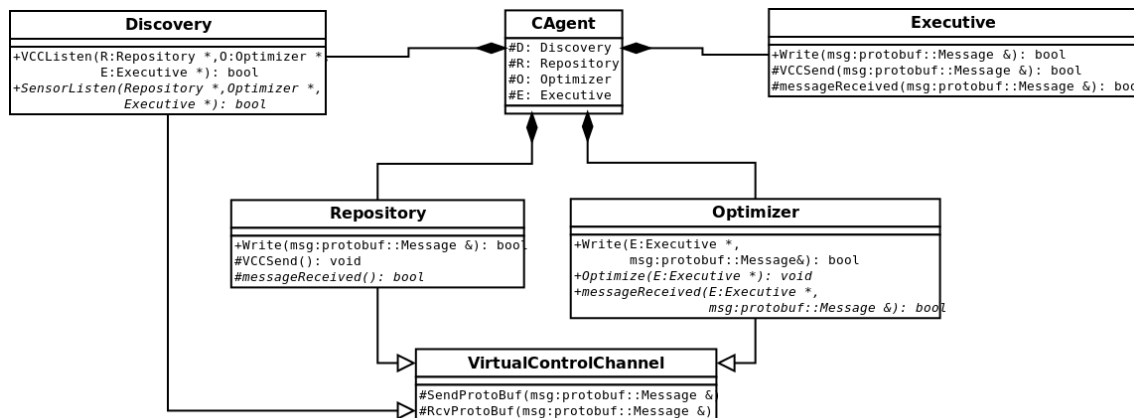 Discovery
+VCCListen(R:Repository *,O:Optimizer *
E:Executive *): bool
+SensorListen(Repository *,Optimizer *,
Executive *): bool
CAgent
#D: Discovery
#R: Repository
#O: Optimizer
#E: Executive
Executive
+Write(msg:protobuf::Message &): bool
#VCCSend(msg:protobuf::Message &): bool
#messageReceived(msg:protobuf::Message &): boo
Repository
+Write(msg:protobuf::Message &): bool
#VCCSend(): void
#messageReceived(): bool
Optimizer
+Write(E:Executive *,
msg:protobuf::Message&): bool
+Optimize(E:Executive *): void
+messageReceived(E:Executive *,
msg:protobuf::Message &): bool
VirtualControlChannel
#SendProtoBuf(msg:protobuf::Message &)
#RcvProtoBuf(msg:protobuf::Message &)